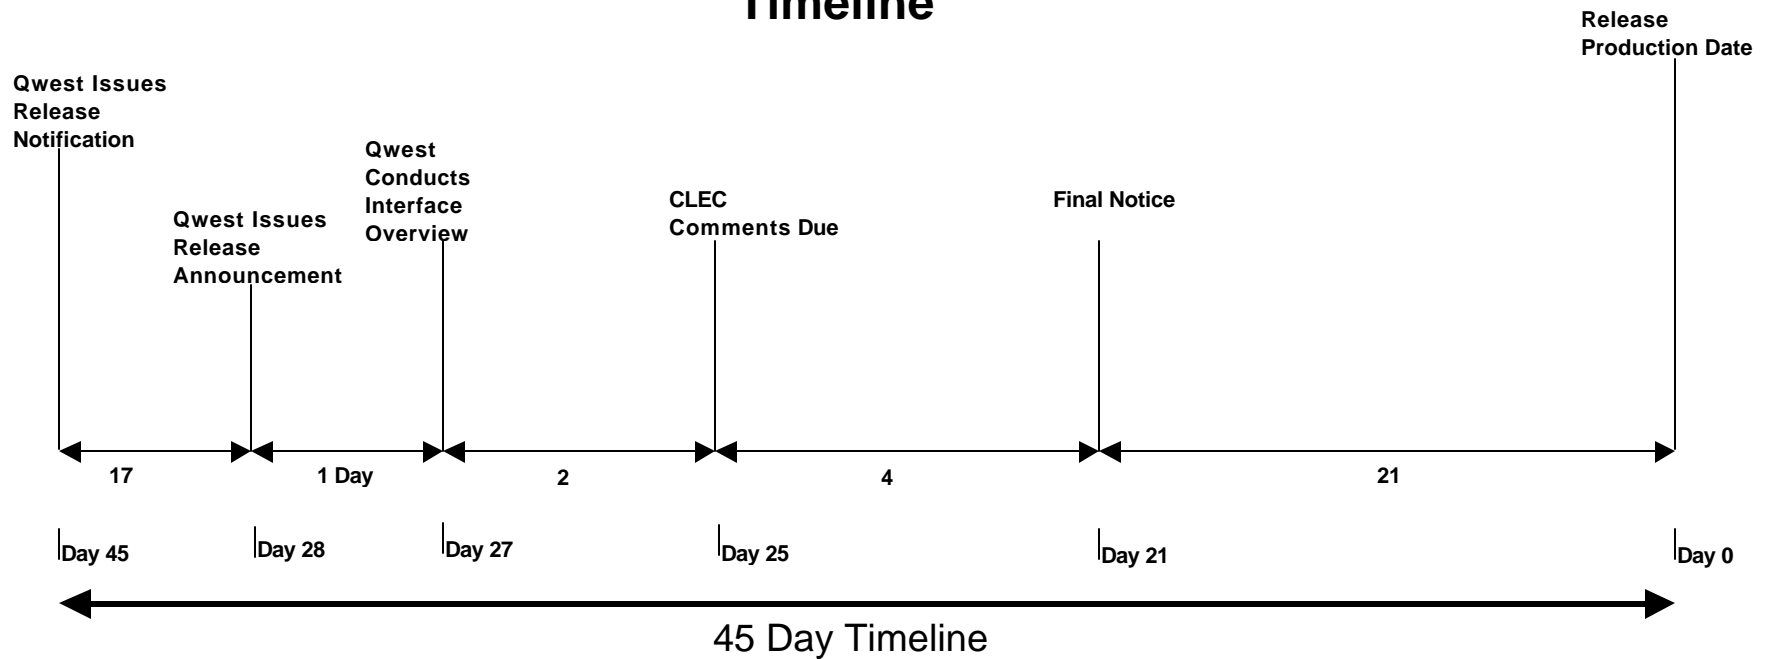 Timeline
Release
Production Date
Qwest Issues
Release
Notification
Qwest
Conducts
Interface
Overview
CLEC
Comments Due
Final Notice
Qwest Issues
Release
Announcement
17
1 Day
2
4
21
Day 45
Day 28
Day 27
Day 25
Day 21
Day 0
45 Day Timeline